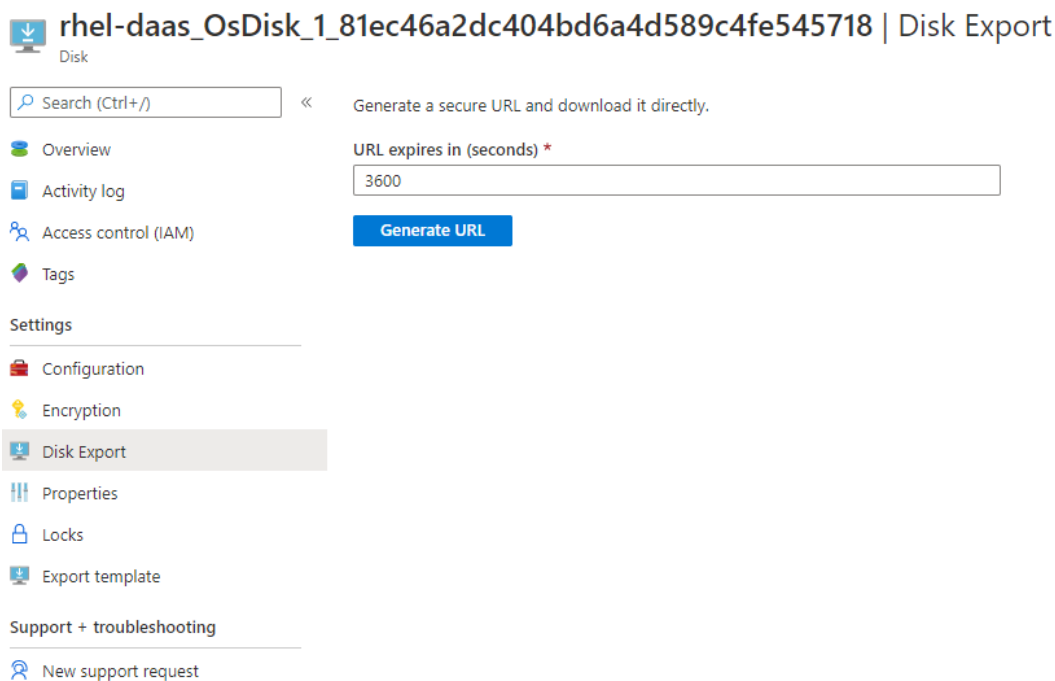 rhel-daas_OsDisk_1_81ec46a2dc404bd6a4d589c4fe545718 | Disk Export
Disk
Search (Ctrl+/)
«
Generate a secure URL and download it directly.
URL expires in (seconds) *
3600
Generate URL
Overview
Activity log
Access control (IAM)
Tags
Settings
Configuration
Encryption
Disk Export
Properties
Locks
Export template
Support + troubleshooting
New support request